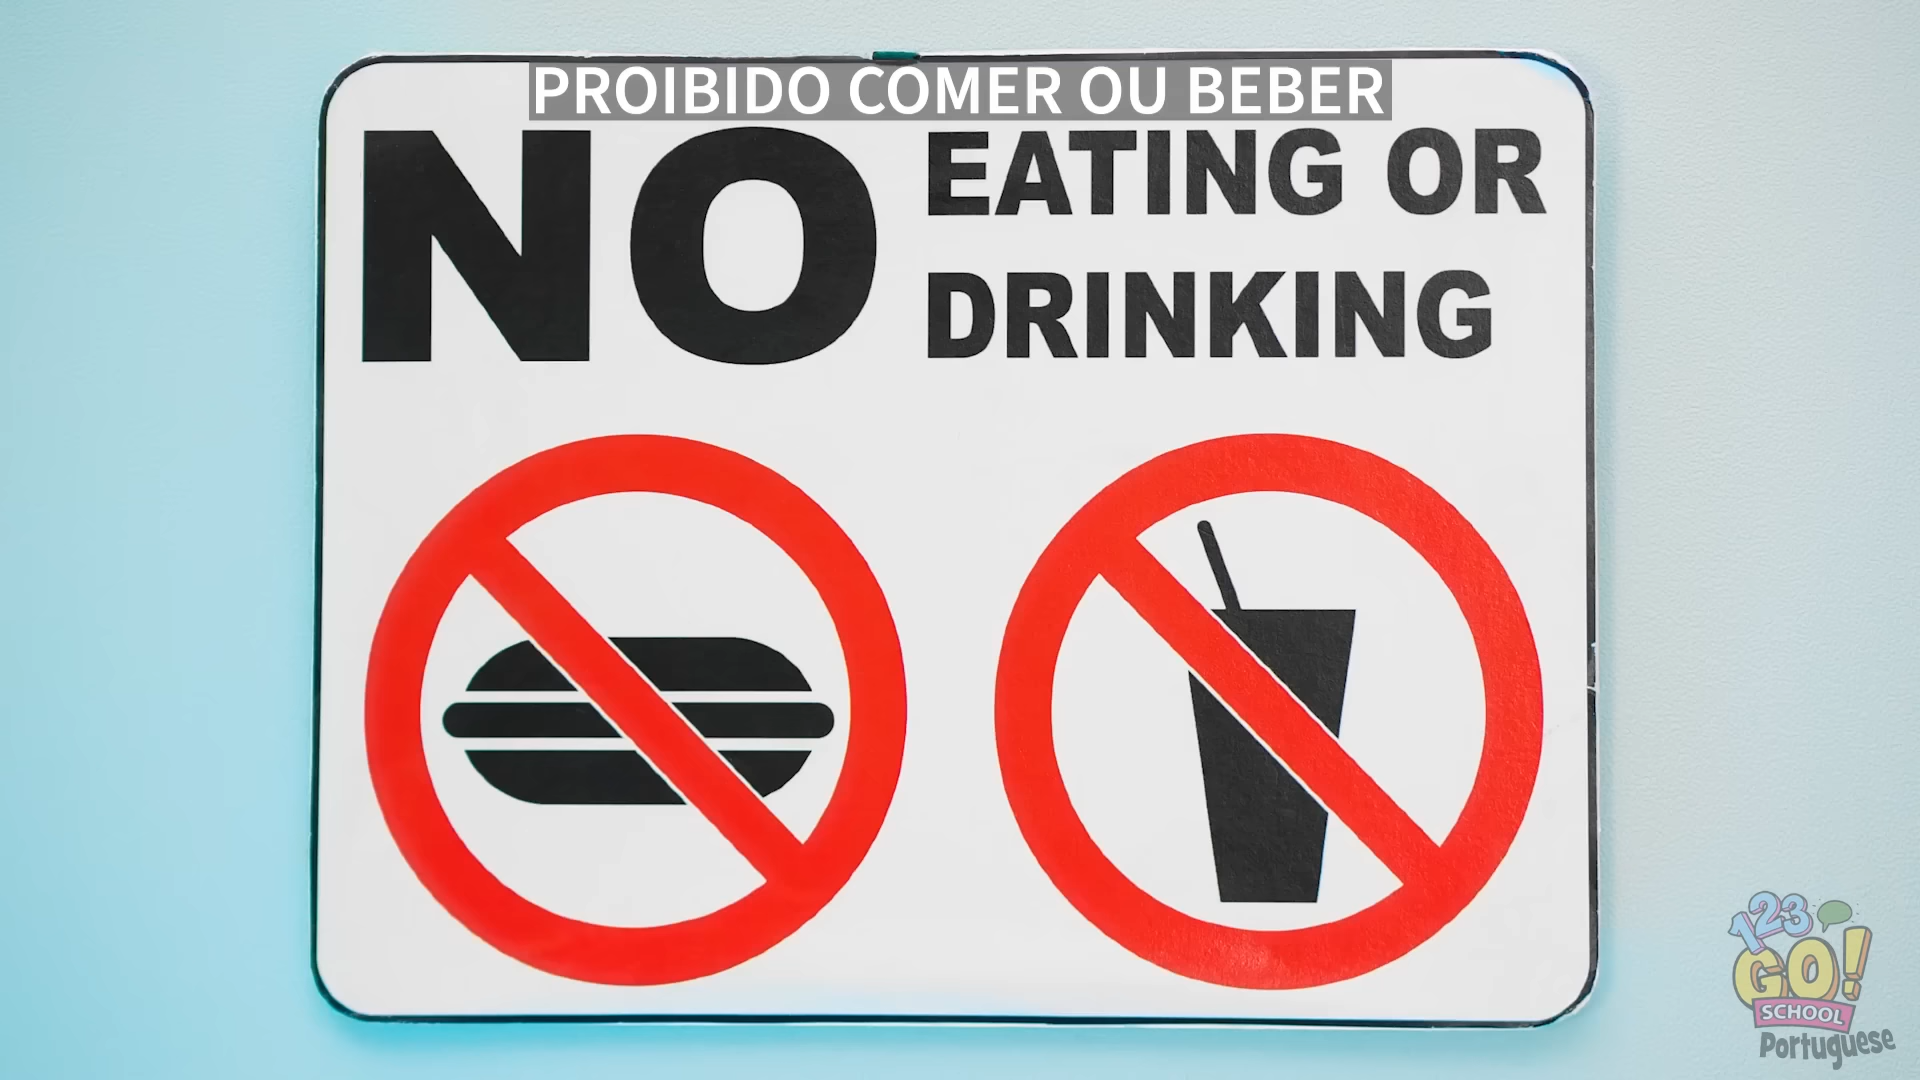 PROIBIDO COMER OU BEBER
NO
EATING OR
DRINKING
123
GO!
SCHOOL
Portuguese